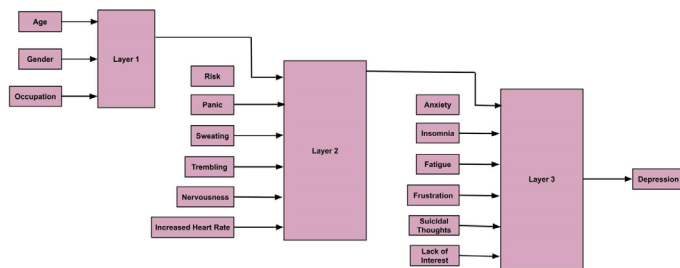 Age
Gender
Occupation
Layer 1
Risk
Panic
Sweating
Trembling
Nervousness
Increased Heart Rate
Layer 2
Anxiety
Insomnia
Fatigue
Frustration
Suicidal
Thoughts
Lack of
Interest
Layer 3
Depression